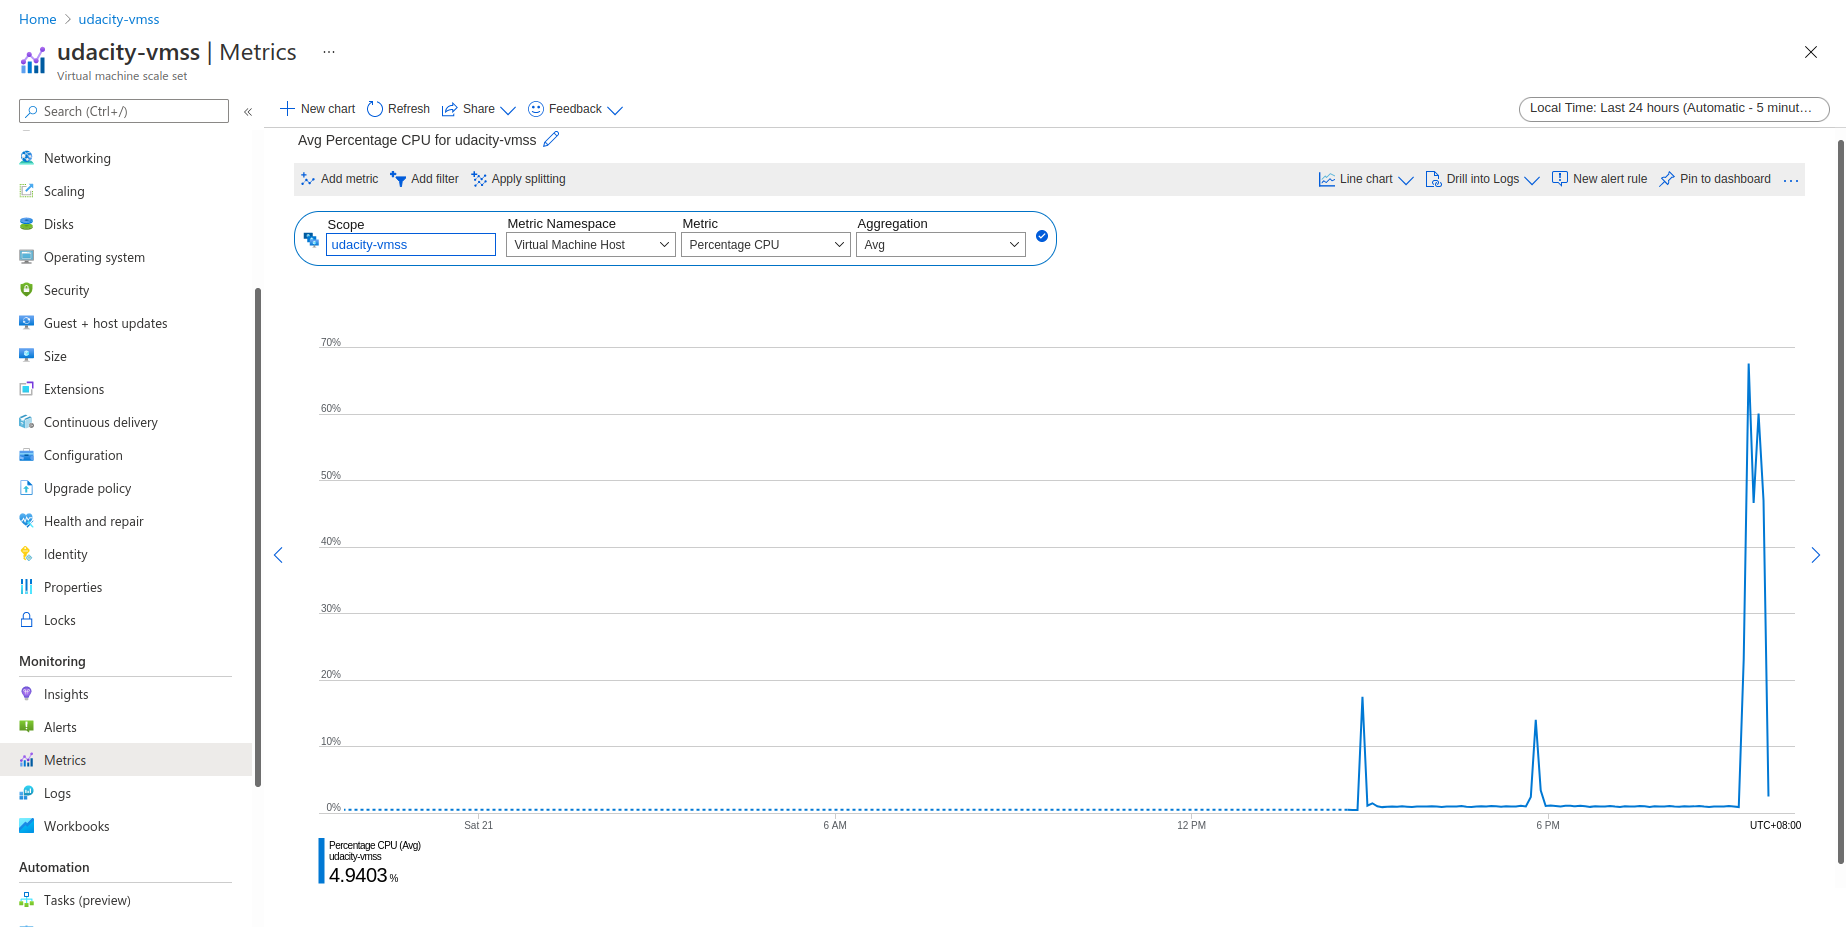 Home > udacity-vmss
udacity-vmss | Metrics ...
Virtual machine scale set
Search (Ctrl+/)
«
Networking
Scaling
Disks
Operating system
Security
Guest + host updates
Size
Extensions
Continuous delivery
Configuration
Upgrade policy
Health and repair
Identity
Properties
Locks
Monitoring
Insights
Alerts
Metrics
Logs
Workbooks
Automation
Tasks (preview)
New chart Refresh Share Feedback
Local Time: Last 24 hours (Automatic - 5 minut...
Avg Percentage CPU for udacity-vmss
Add metric Add filter Apply splitting
Line chart Drill into Logs New alert rule Pin to dashboard ...
Scope Metric Namespace Metric Aggregation
udacity-vmss Virtual Machine Host Percentage CPU Avg
70%
60%
50%
40%
30%
20%
10%
0%
Sat 21 6 AM 12 PM 6 PM UTC+08:00
Percentage CPU (Avg)
udacity-vmss
4.9403 %